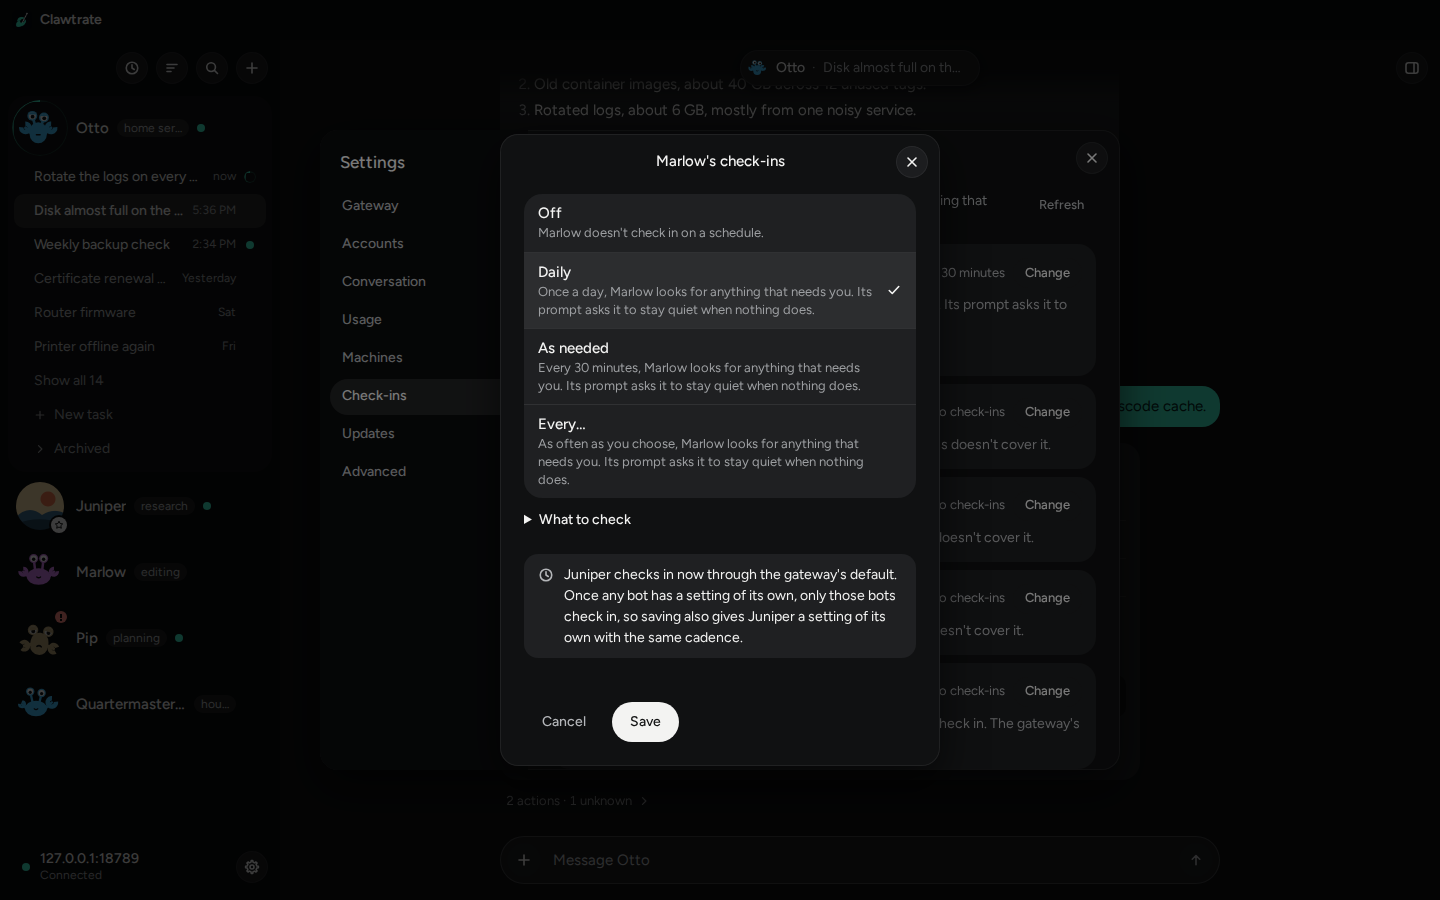 Clawtrate
Otto · Disk almost full on th...
2. Old container images, about 40 GB across 12 unused tags.
3. Rotated logs, about 6 GB, mostly from one noisy service.
Otto
home ser...
Rotate the logs on every ... now
Disk almost full on the ... 5:36 PM
Weekly backup check 2:34 PM
Certificate renewal ... Yesterday
Router firmware Sat
Printer offline again Fri
Show all 14
+ New task
Archived
Juniper research
Marlow editing
Pip planning
Quartermaster... hou...
127.0.0.1:18789
Connected
Settings
Gateway
Accounts
Conversation
Usage
Machines
Check-ins
Updates
Advanced
Marlow's check-ins
Off
Marlow doesn't check in on a schedule.
Daily
Once a day, Marlow looks for anything that needs you. Its
prompt asks it to stay quiet when nothing does.
As needed
Every 30 minutes, Marlow looks for anything that needs
you. Its prompt asks it to stay quiet when nothing does.
Every...
As often as you choose, Marlow looks for anything that
needs you. Its prompt asks it to stay quiet when nothing
does.
What to check
Juniper checks in now through the gateway's default.
Once any bot has a setting of its own, only those bots
check in, so saving also gives Juniper a setting of its
own with the same cadence.
Cancel
Save
ing that
Refresh
30 minutes Change
Its prompt asks it to
o check-ins Change
s doesn't cover it.
o check-ins Change
doesn't cover it.
o check-ins Change
esn't cover it.
o check-ins Change
heck in. The gateway's
scode cache.
2 actions · 1 unknown
Message Otto